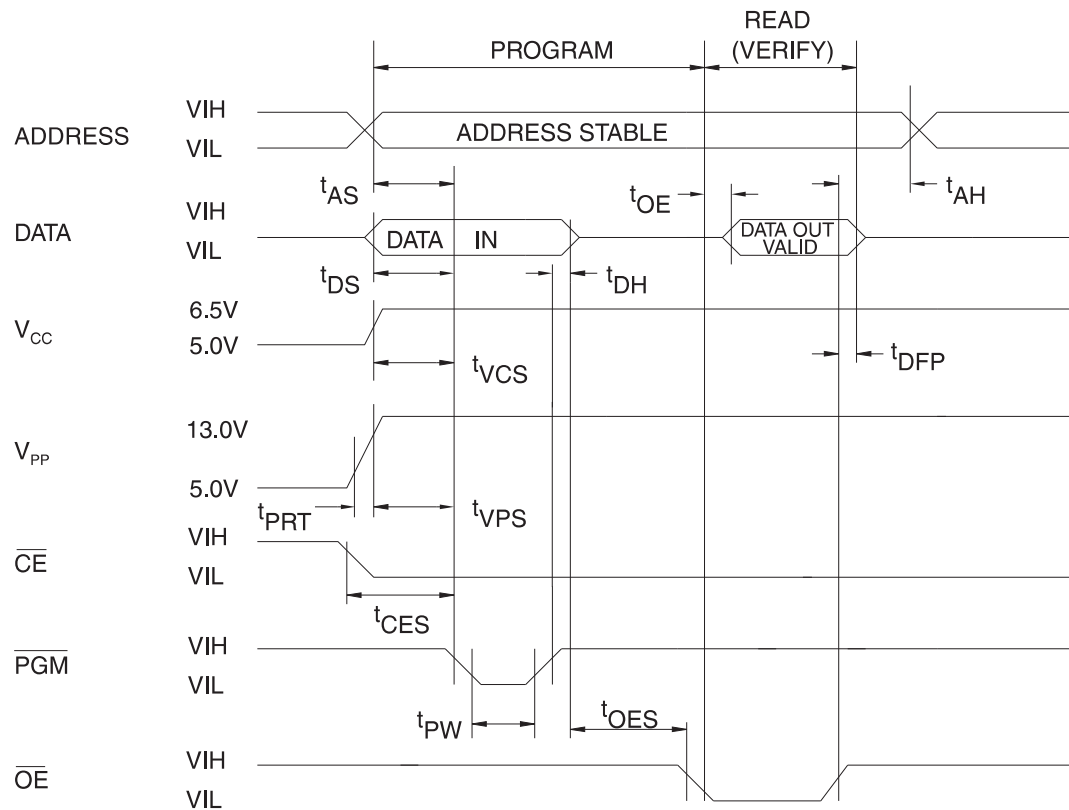 READ
PROGRAM (VERIFY)
VIH
ADDRESS ADDRESS STABLE
VIL
tAS tOE tAH
VIH
DATA DATA IN DATA OUT
VIL VALID
tDS tDH
6.5V
VCC
5.0V
tVCS tDFP
13.0V
VPP
5.0V
tPRT tVPS
VIH
CE
VIL
tCES
VIH
PGM
VIL
tPW tOES
VIH
OE
VIL